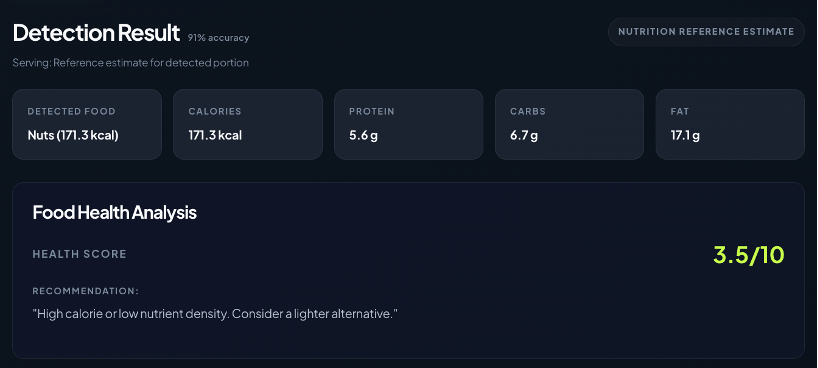 Detection Result 91% accuracy
NUTRITION REFERENCE ESTIMATE
Serving: Reference estimate for detected portion
DETECTED FOOD
Nuts (171.3 kcal)
CALORIES
171.3 kcal
PROTEIN
5.6 g
CARBS
6.7 g
FAT
17.1 g
Food Health Analysis
HEALTH SCORE
3.5/10
RECOMMENDATION:
"High calorie or low nutrient density. Consider a lighter alternative."